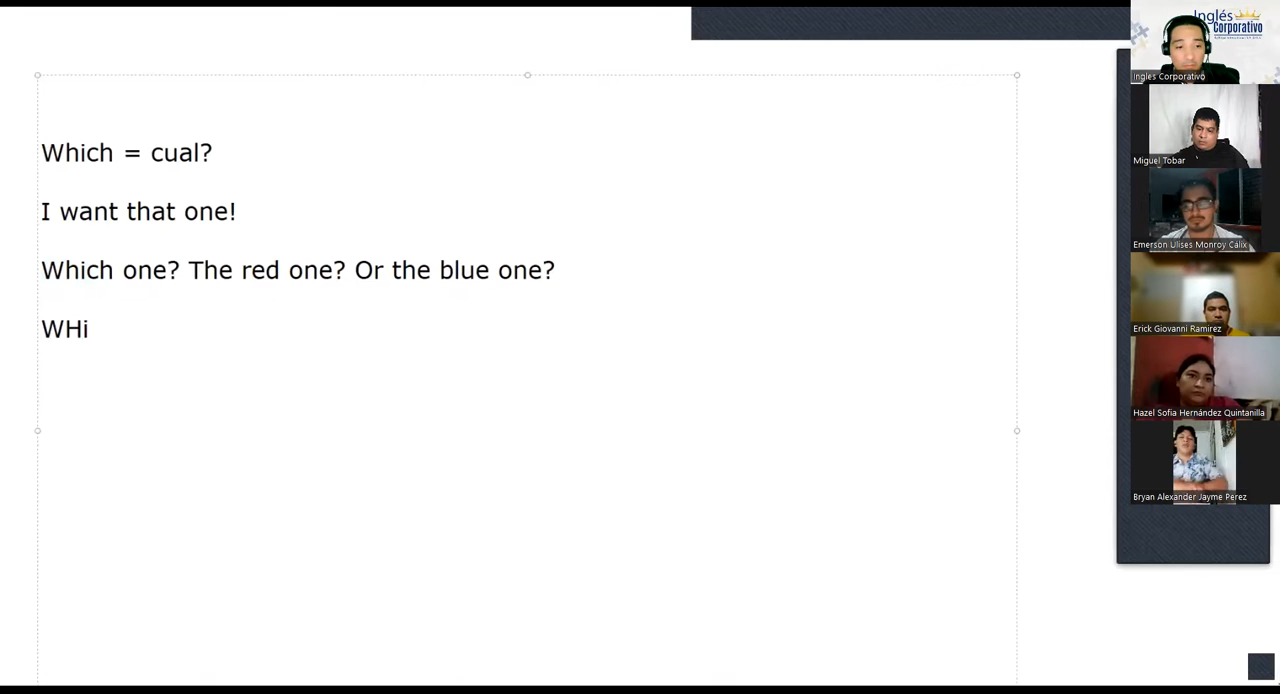 Which = cual?
I want that one!
Which one? The red one? Or the blue one?
WHi
Inglés
Corporativo
Ingles Corporativo
Miguel Tobar
Emerson Ulises Monroy Cálix
Erick Giovanni Ramirez
Hazel Sofia Hernández Quintanilla
Bryan Alexander Jayme Perez